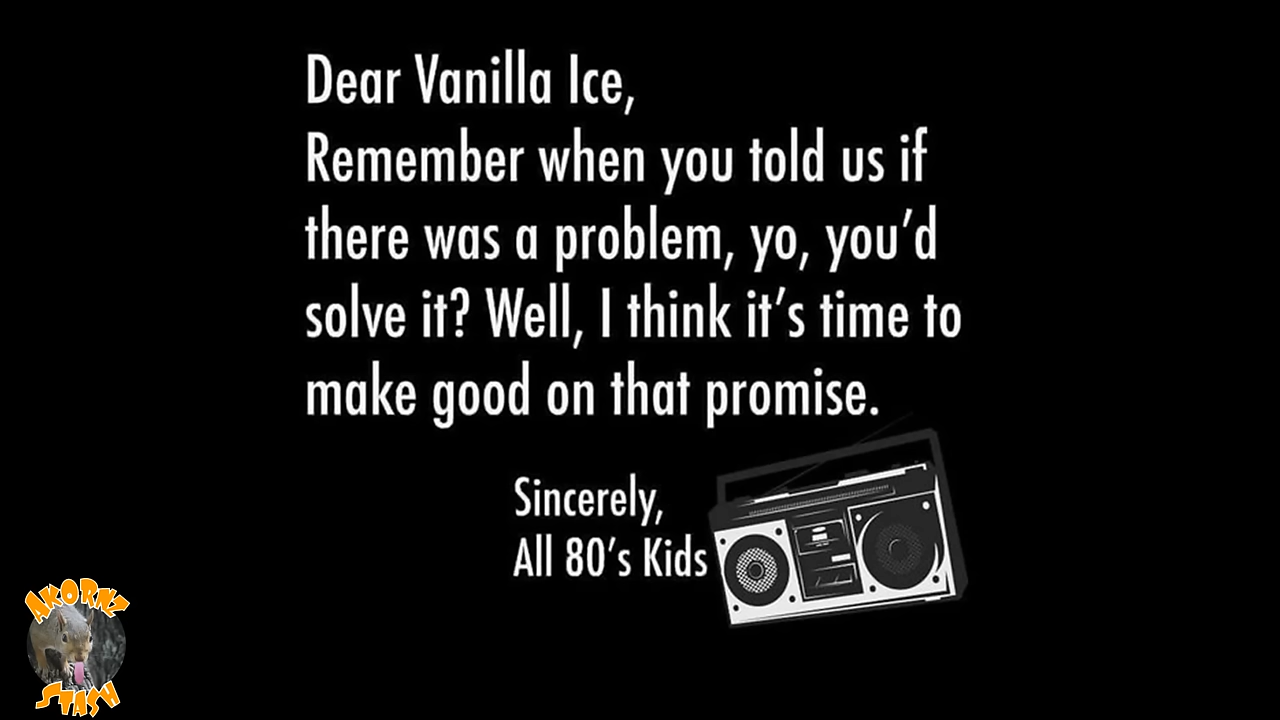 Dear Vanilla Ice,
Remember when you told us if
there was a problem, yo, you’d
solve it? Well, I think it’s time to
make good on that promise.
Sincerely,
All 80’s Kids
AKORNZ
STASH